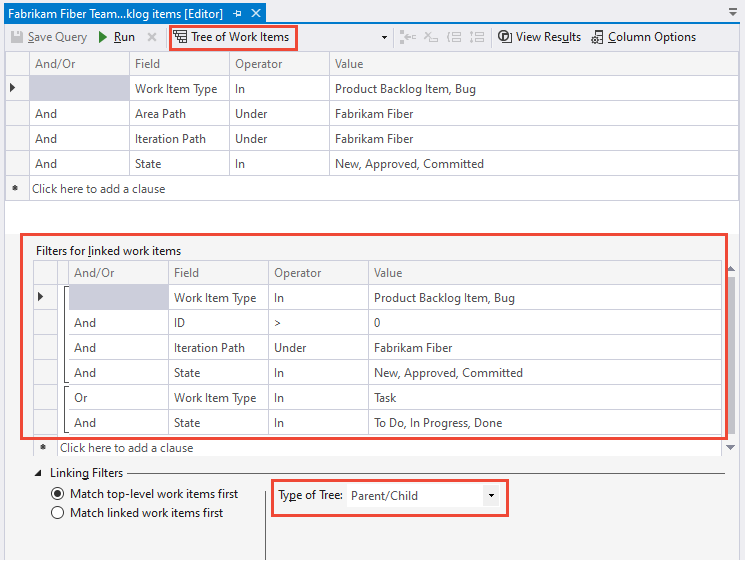 Fabrikam Fiber Team...klog items [Editor]
Save Query Run Tree of Work Items View Results Column Options
And/Or Field Operator Value
Work Item Type In Product Backlog Item, Bug
And Area Path Under Fabrikam Fiber
And Iteration Path Under Fabrikam Fiber
And State In New, Approved, Committed
* Click here to add a clause
Filters for linked work items
And/Or Field Operator Value
Work Item Type In Product Backlog Item, Bug
And ID > 0
And Iteration Path Under Fabrikam Fiber
And State In New, Approved, Committed
Or Work Item Type In Task
And State In To Do, In Progress, Done
* Click here to add a clause
Linking Filters
Match top-level work items first Type of Tree: Parent/Child
Match linked work items first